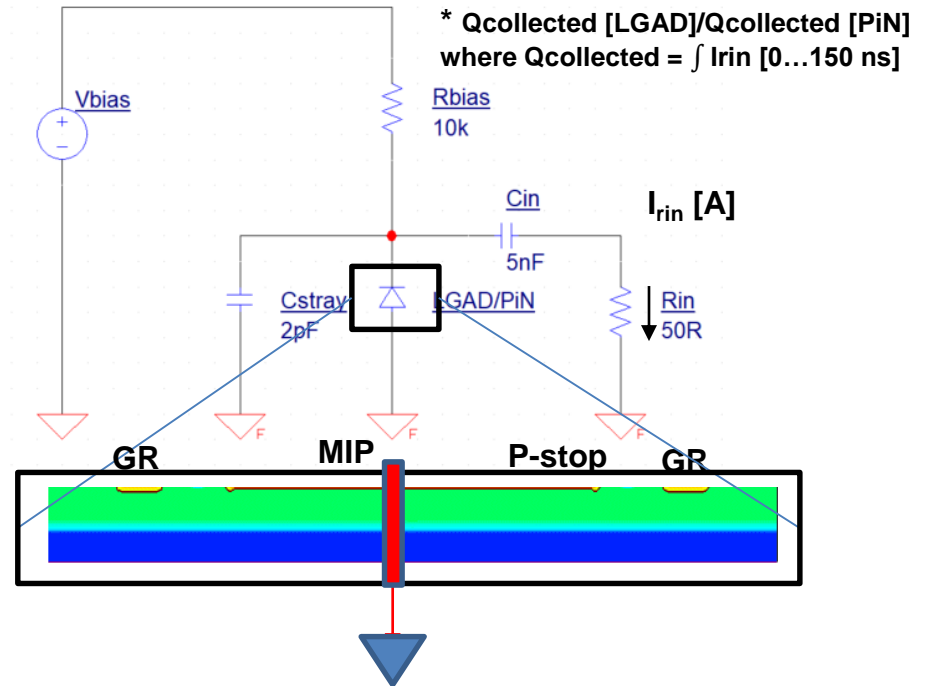 * Qcollected [LGAD]/Qcollected [PiN]
where Qcollected = ∫ Irin [0…150 ns]
Vbias
+
−
Rbias
10k
Cin
5nF
Irin [A]
Cstray
2pF
LGAD/PiN
Rin
50R
F
F
F
GR
MIP
P-stop
GR